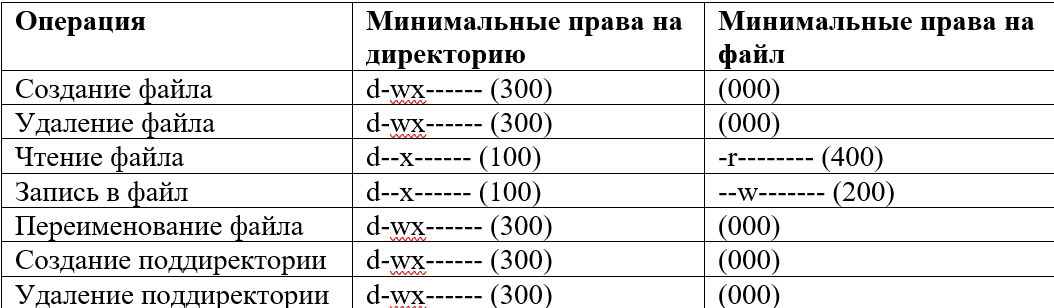 Операция Минимальные права на директорию Минимальные права на файл
Создание файла d-wx------ (300) (000)
Удаление файла d-wx------ (300) (000)
Чтение файла d--x------ (100) -r-------- (400)
Запись в файл d--x------ (100) --w------- (200)
Переименование файла d-wx------ (300) (000)
Создание поддиректории d-wx------ (300) (000)
Удаление поддиректории d-wx------ (300) (000)